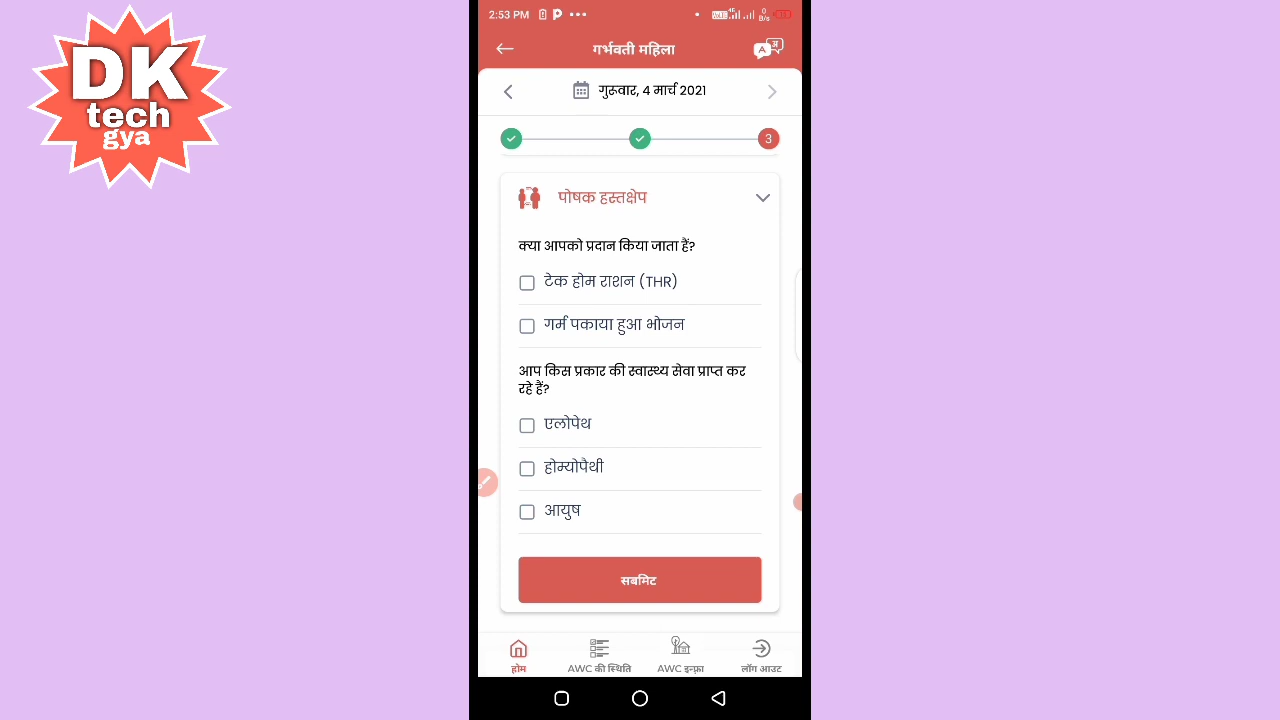 DK
tech
gya
2:53 PM
गर्भवती महिला
A अ
गुरूवार, 4 मार्च 2021
3
पोषक हस्तक्षेप
क्या आपको प्रदान किया जाता हैं?
टेक होम राशन (THR)
गर्म पकाया हुआ भोजन
आप किस प्रकार की स्वास्थ्य सेवा प्राप्त कर
रहे हैं?
एलोपेथ
होम्योपैथी
आयुष
सबमिट
होम
AWC की स्थिति
AWC इन्फ्रा
लॉग आउट